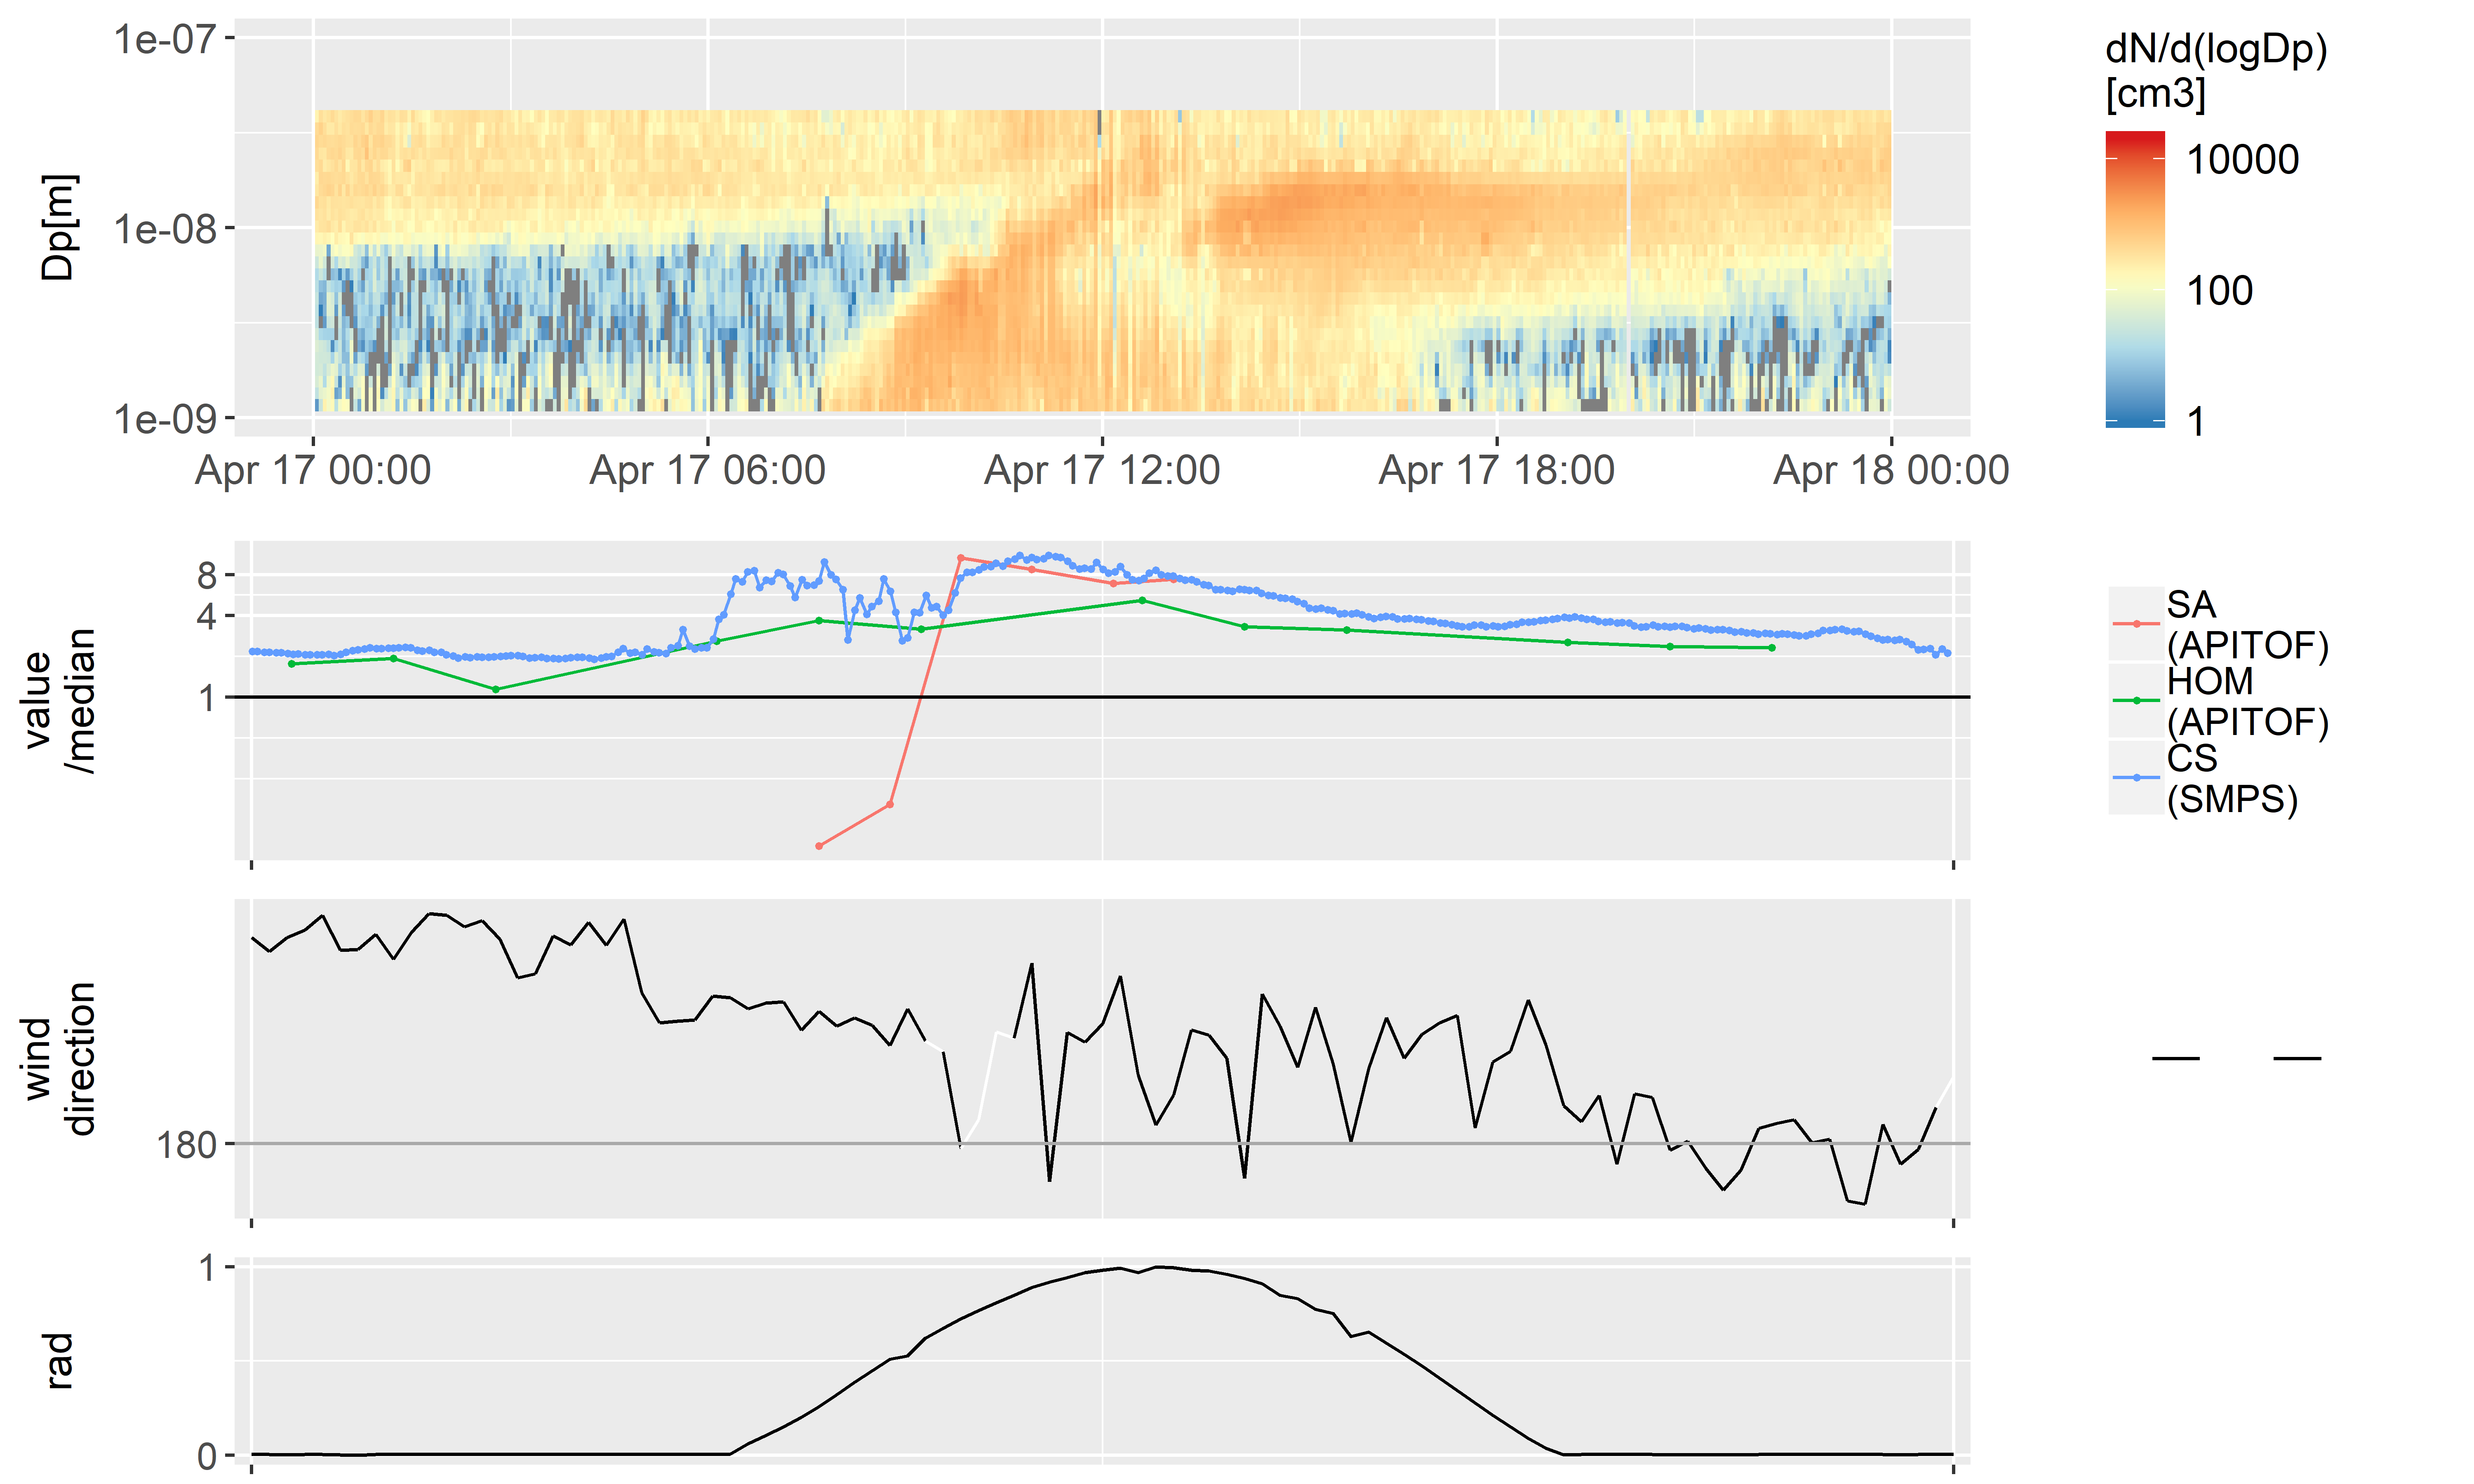 1e-07
1e-08
1e-09
Dp[m]
Apr 17 00:00
Apr 17 06:00
Apr 17 12:00
Apr 17 18:00
Apr 18 00:00
dN/d(logDp)
[cm3]
10000
100
1
8
4
1
value
/median
SA
(APITOF)
HOM
(APITOF)
CS
(SMPS)
180
wind
direction
1
0
rad